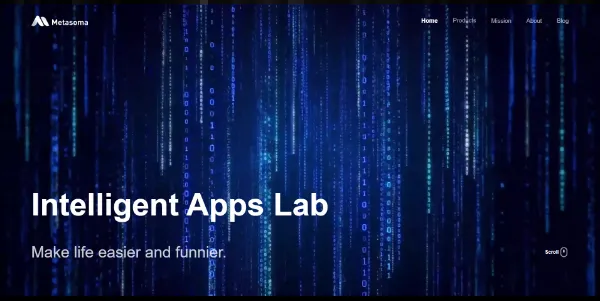 Metasoma
Home Products Mission About Blog
Intelligent Apps Lab
Make life easier and funnier.
Scroll